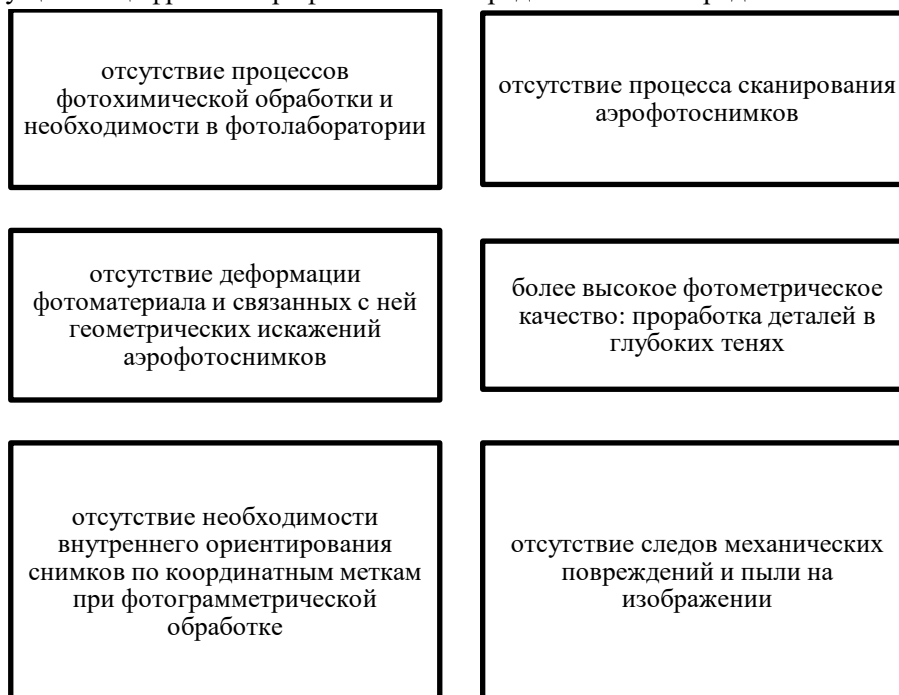 отсутствие процессов
фотохимической обработки и
необходимости в фотолаборатории
отсутствие процесса сканирования
аэрофотоснимков
отсутствие деформации
фотоматериала и связанных с ней
геометрических искажений
аэрофотоснимков
более высокое фотометрическое
качество: проработка деталей в
глубоких тенях
отсутствие необходимости
внутреннего ориентирования
снимков по координатным меткам
при фотограмметрической
обработке
отсутствие следов механических
повреждений и пыли на
изображении